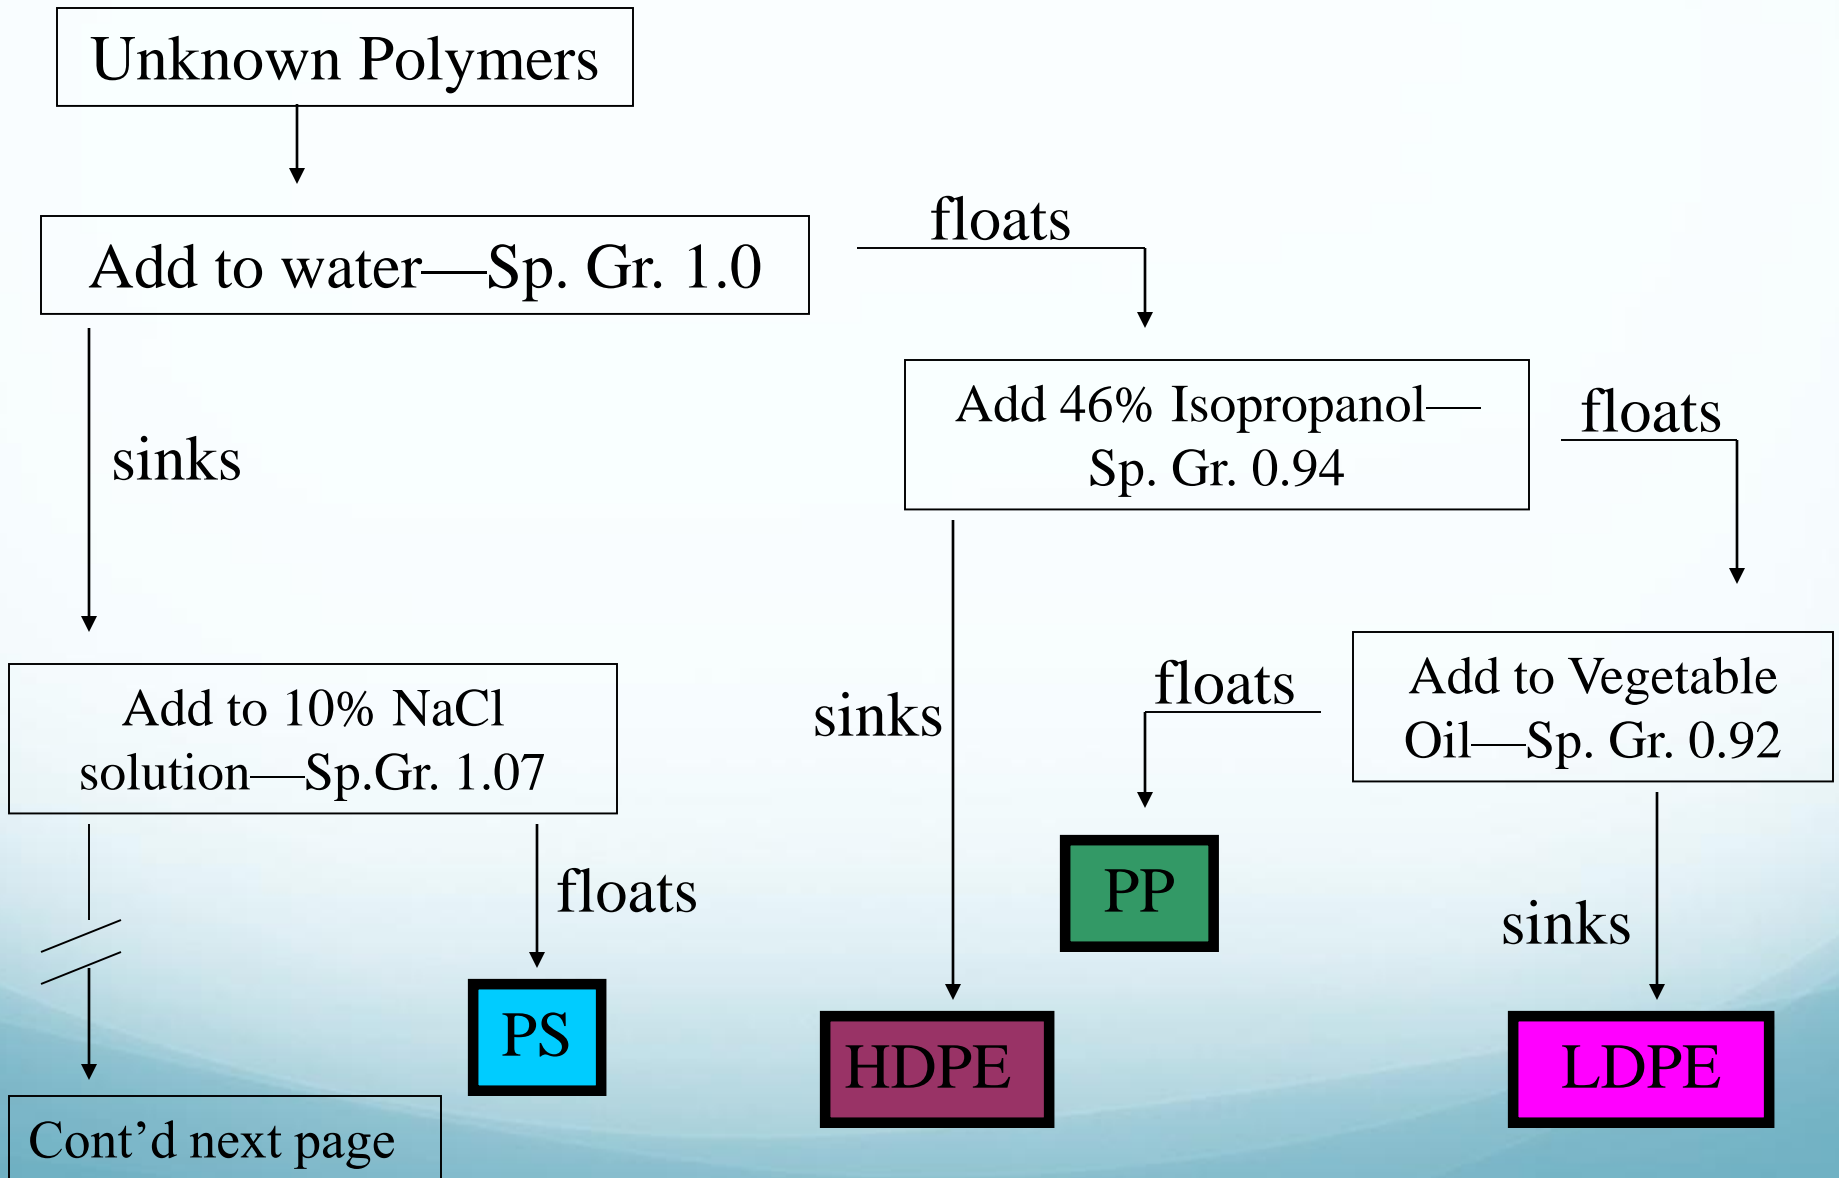 Unknown Polymers
Add to water—Sp. Gr. 1.0
floats
sinks
Add 46% Isopropanol—
Sp. Gr. 0.94
floats
Add to 10% NaCl
solution—Sp.Gr. 1.07
sinks
floats
Add to Vegetable
Oil—Sp. Gr. 0.92
floats
PS
HDPE
PP
sinks
LDPE
Cont’d next page